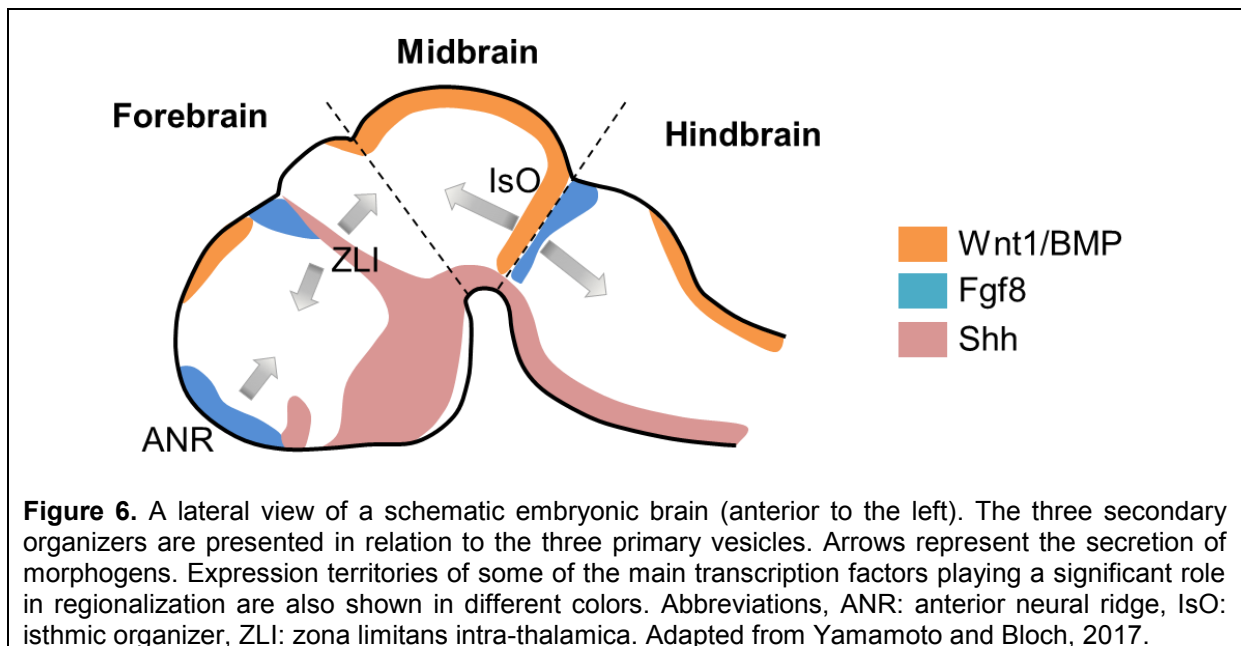 Midbrain
Forebrain
Hindbrain
IsO
ZLI
ANR
Wnt1/BMP
Fgf8
Shh
Figure 6. A lateral view of a schematic embryonic brain (anterior to the left). The three secondary
organizers are presented in relation to the three primary vesicles. Arrows represent the secretion of
morphogens. Expression territories of some of the main transcription factors playing a significant role
in regionalization are also shown in different colors. Abbreviations, ANR: anterior neural ridge, IsO:
isthmic organizer, ZLI: zona limitans intra-thalamica. Adapted from Yamamoto and Bloch, 2017.